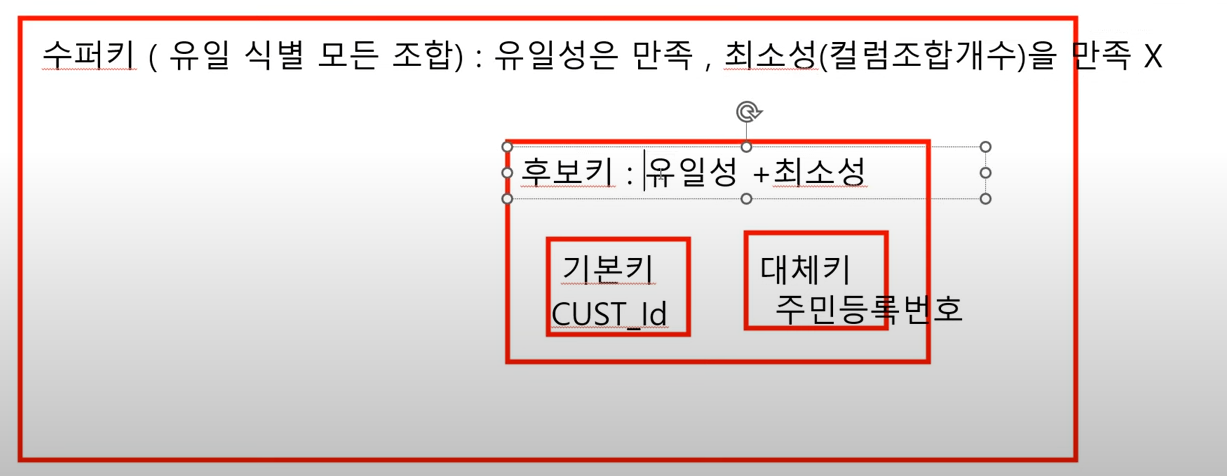 수퍼키 ( 유일 식별 모든 조합) : 유일성은 만족 , 최소성(컬럼조합개수)을 만족 X
후보키 : 유일성 +최소성
기본키
CUST_Id
대체키
주민등록번호